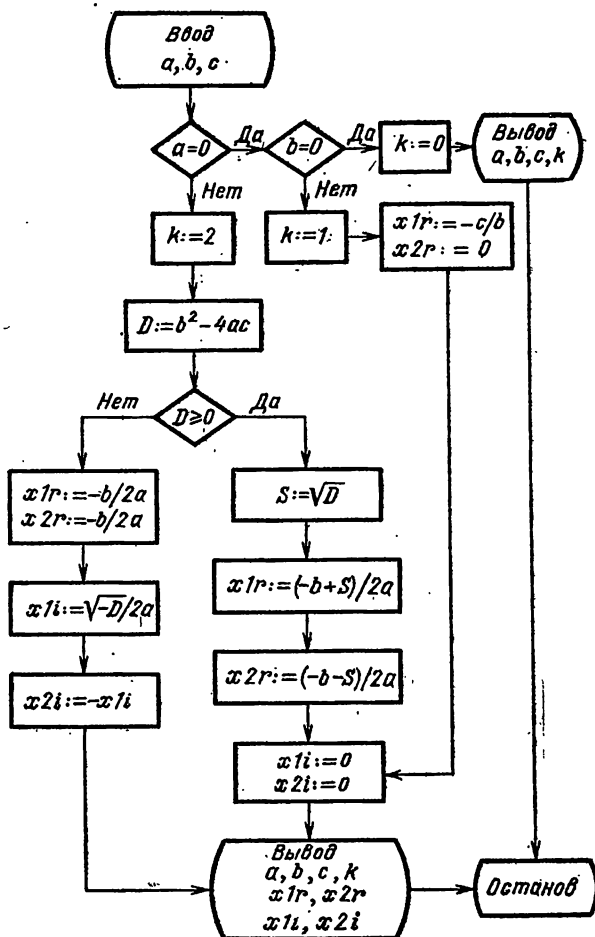 Ввод
a, b, c
a=0
Да
b=0
Да
k:=0
Вывод
a, b, c, k
Нет
Нет
k:=2
k:=1
x1r:=-c/b
x2r:=0
D:=b²-4ac
Нет
D≥0
Да
x1r:=-b/2a
x2r:=-b/2a
S:=√D
x1i:=√-D/2a
x1r:=(-b+S)/2a
x2i:=-x1i
x2r:=(-b-S)/2a
x1i:=0
x2i:=0
Вывод
a, b, c, k
x1r, x2r
x1i, x2i
Останов